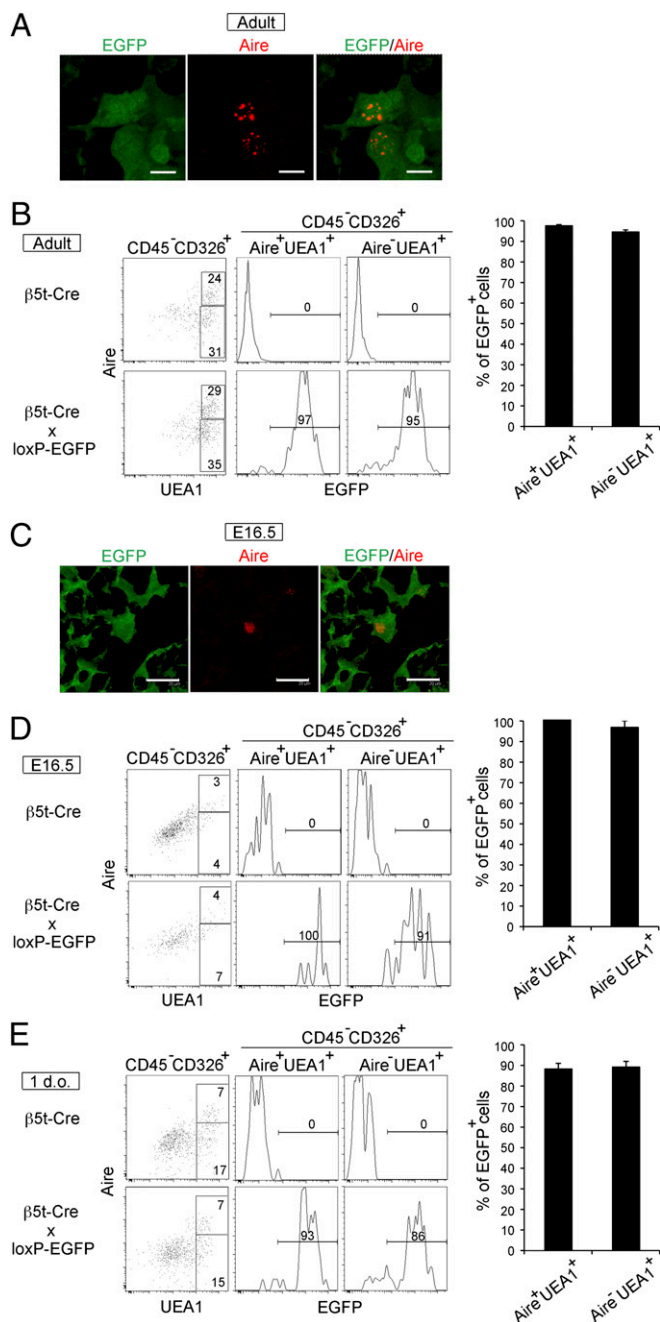 A
Adult
EGFP Aire EGFP/Aire
B
Adult
CD45⁻CD326⁺
CD45⁻CD326⁺
Aire⁺UEA1⁺ Aire⁻UEA1⁺
β5t-Cre
24
31
0
0
β5t-Cre
x
loxP-EGFP
29
35
97
95
Aire
UEA1
EGFP
% of EGFP⁺ cells
100
90
80
70
60
50
40
30
20
10
0
Aire⁺UEA1⁺
Aire⁻UEA1⁺
C
E16.5
EGFP Aire EGFP/Aire
D
E16.5
CD45⁻CD326⁺
CD45⁻CD326⁺
Aire⁺UEA1⁺ Aire⁻UEA1⁺
β5t-Cre
3
4
0
0
β5t-Cre
x
loxP-EGFP
4
7
100
91
Aire
UEA1
EGFP
% of EGFP⁺ cells
100
90
80
70
60
50
40
30
20
10
0
Aire⁺UEA1⁺
Aire⁻UEA1⁺
E
1 d.o.
CD45⁻CD326⁺
CD45⁻CD326⁺
Aire⁺UEA1⁺ Aire⁻UEA1⁺
β5t-Cre
7
17
0
0
β5t-Cre
x
loxP-EGFP
7
15
93
86
Aire
UEA1
EGFP
% of EGFP⁺ cells
100
90
80
70
60
50
40
30
20
10
0
Aire⁺UEA1⁺
Aire⁻UEA1⁺